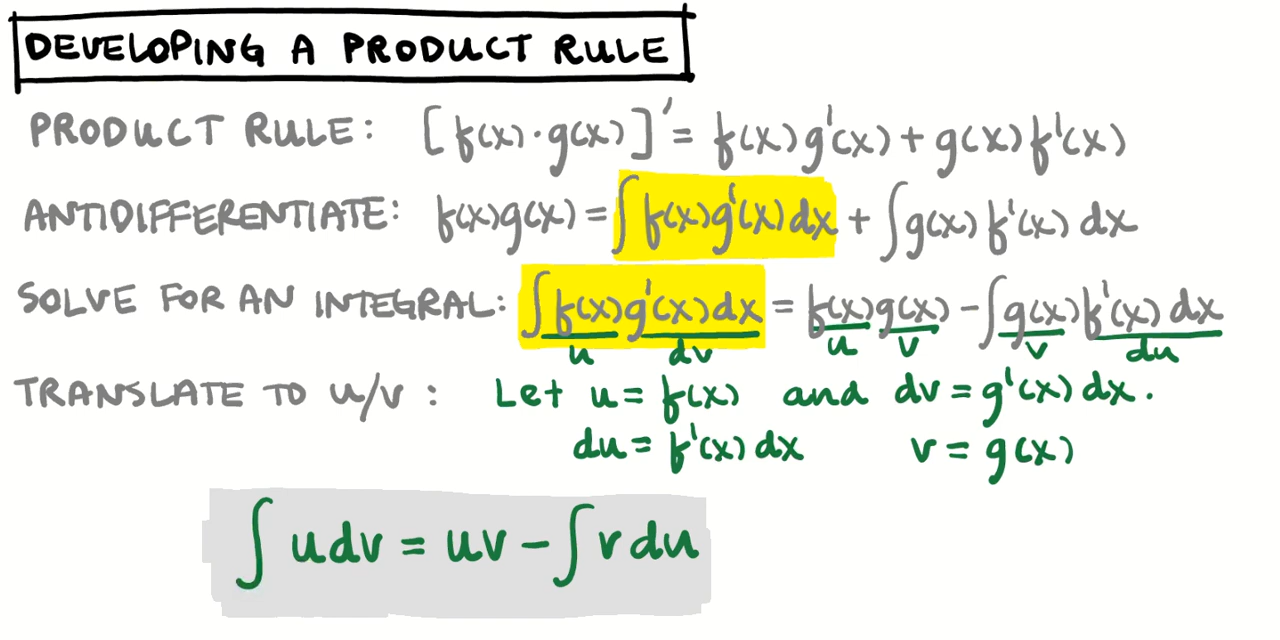 DEVELOPING A PRODUCT RULE
PRODUCT RULE: [f(x)·g(x)]' = f(x)g'(x) + g(x)f'(x)
ANTIDIFFERENTIATE: f(x)g(x) = ∫f(x)g'(x)dx + ∫g(x)f'(x)dx
SOLVE FOR AN INTEGRAL: ∫f(x)g'(x)dx = f(x)g(x) - ∫g(x)f'(x)dx
u dv u v v du
TRANSLATE TO u/v: Let u = f(x) and dv = g'(x)dx.
du = f'(x)dx v = g(x)
∫udv = uv - ∫vdu